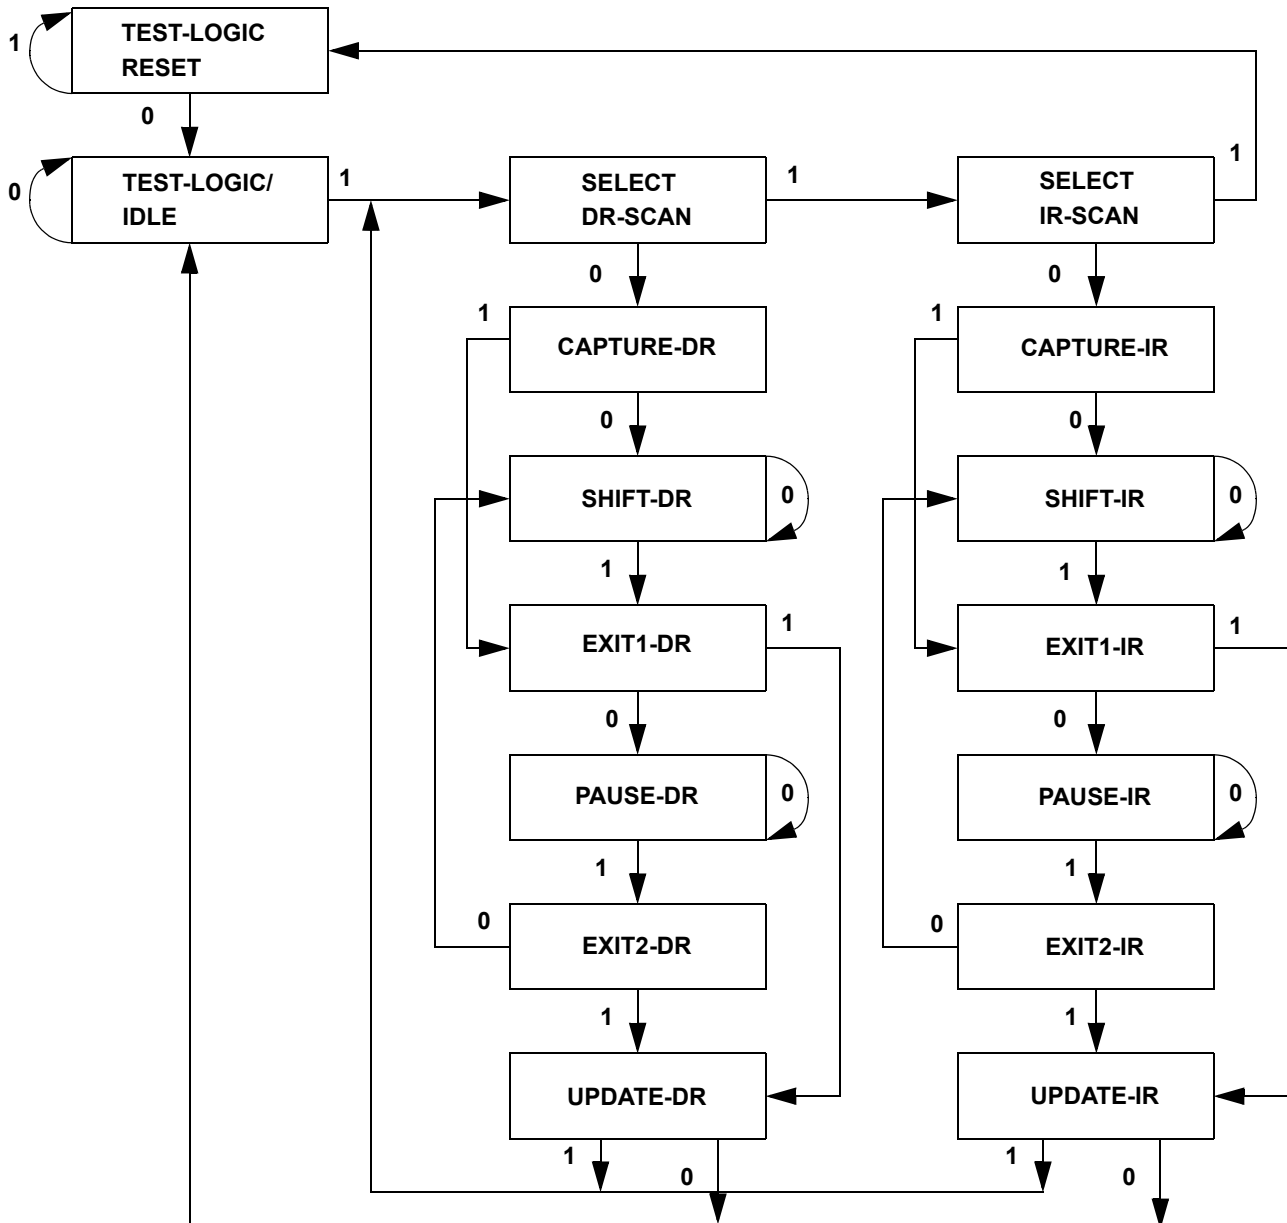 TEST-LOGIC
RESET
1
0
TEST-LOGIC/
IDLE
0
1
SELECT
DR-SCAN
1
SELECT
IR-SCAN
1
0
0
1
CAPTURE-DR
1
CAPTURE-IR
0
0
SHIFT-DR
0
SHIFT-IR
0
1
1
EXIT1-DR
1
EXIT1-IR
1
0
0
PAUSE-DR
0
PAUSE-IR
0
1
1
0
EXIT2-DR
0
EXIT2-IR
1
1
UPDATE-DR
UPDATE-IR
1
0
1
0